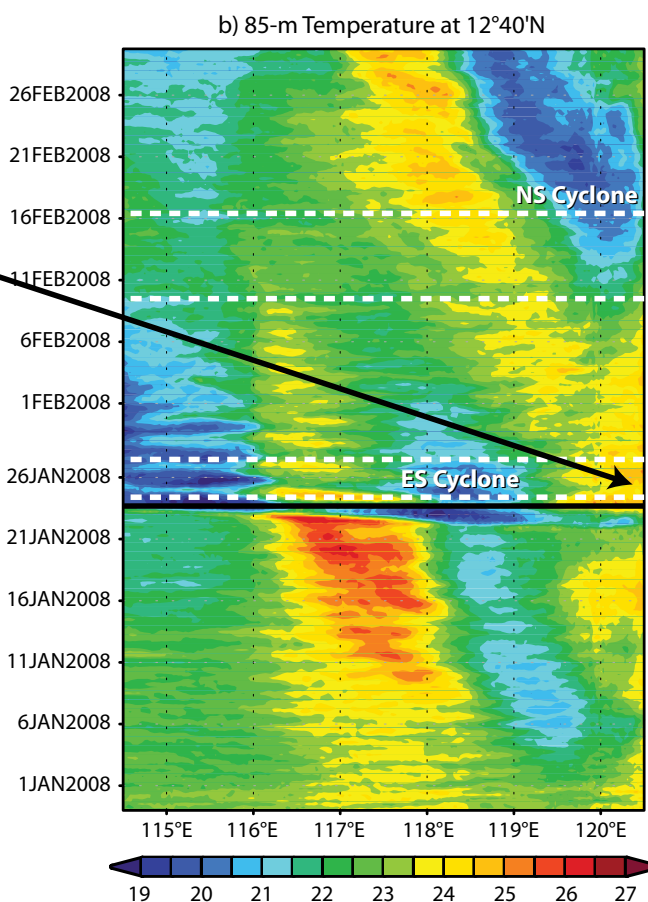 b) 85-m Temperature at 12°40'N
26FEB2008
21FEB2008
NS Cyclone
16FEB2008
11FEB2008
6FEB2008
1FEB2008
26JAN2008
ES Cyclone
21JAN2008
16JAN2008
11JAN2008
6JAN2008
1JAN2008
115°E 116°E 117°E 118°E 119°E 120°E
19 20 21 22 23 24 25 26 27